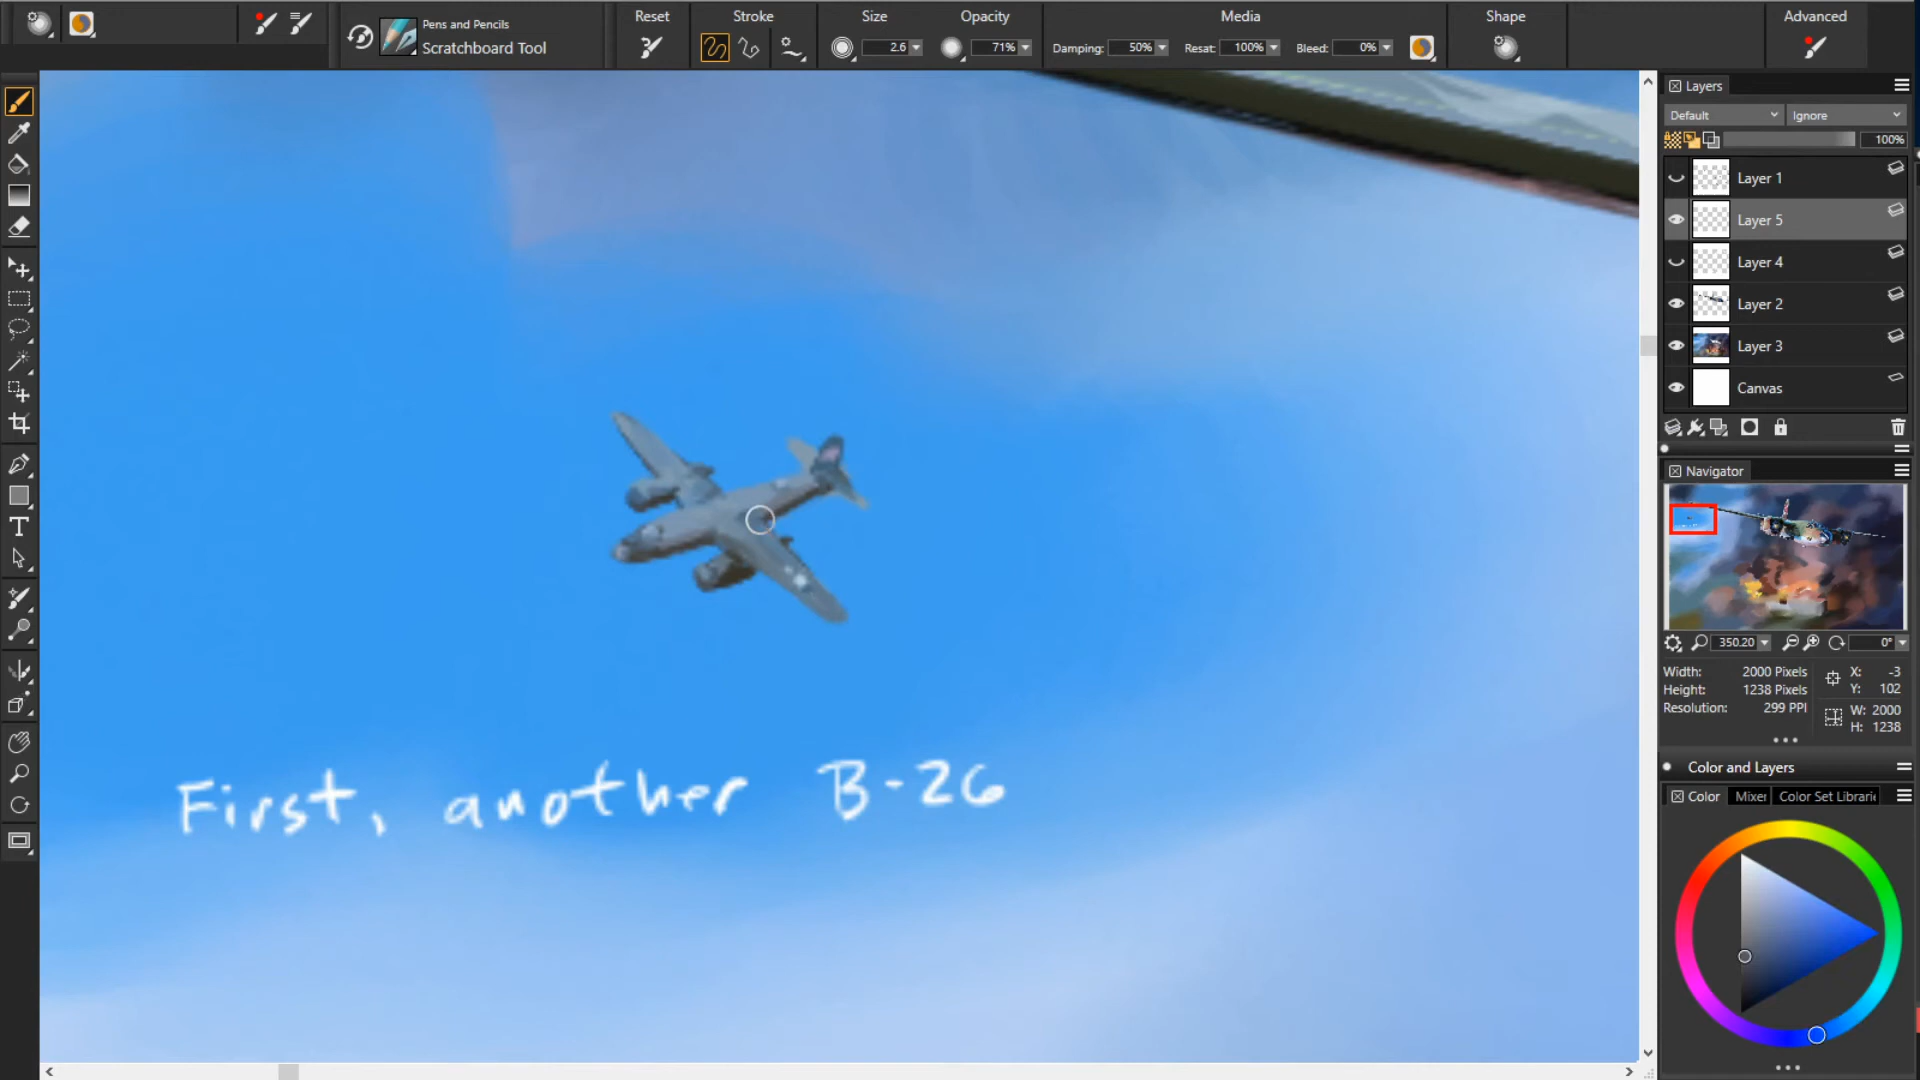 Reset
Stroke
Size
Opacity
Media
Shape
Advanced
Pens and Pencils
Scratchboard Tool
2.6
71%
Damping: 50%
Resat: 100%
Bleed: 0%
Layers
Default
Ignore
100%
Layer 1
Layer 5
Layer 4
Layer 2
Layer 3
Canvas
Navigator
350.20
0°
Width: 2000 Pixels
Height: 1238 Pixels
Resolution: 299 PPI
X: -3
Y: 102
W: 2000
H: 1238
Color and Layers
Color
Mixer
Color Set Librarie
First, another B-26